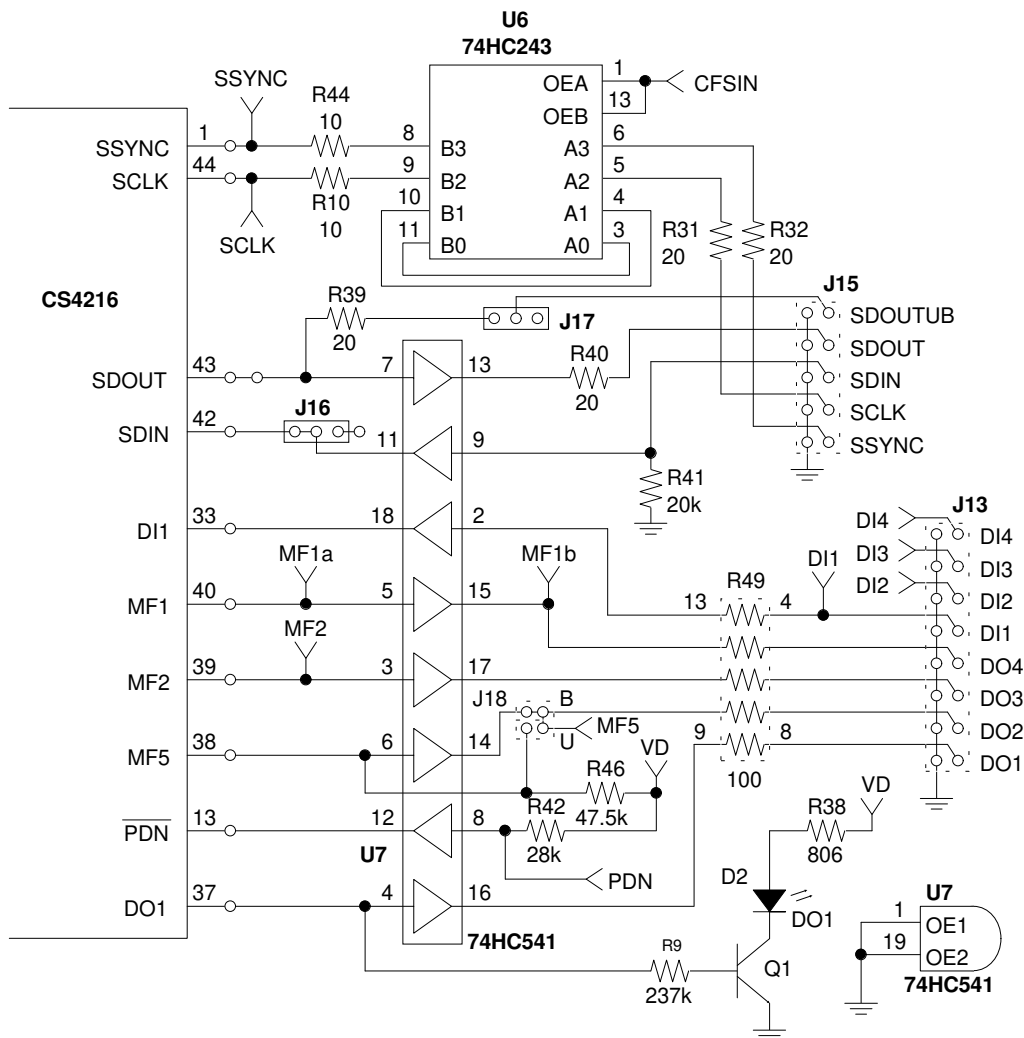 U6
74HC243
SSYNC
R44
10
1
SSYNC
44
SCLK
8
B3
9
B2
10
B1
11
B0
OEA
1
OEB
13
CFSIN
A3
6
A2
5
A1
4
A0
3
R10
10
SCLK
R31
20
R32
20
CS4216
R39
20
J17
J15
SDOUTUB
SDOUT
SDIN
SCLK
SSYNC
SDOUT
43
7
13
R40
20
SDIN
42
J16
11
9
R41
20k
DI1
33
18
2
MF1a
MF1b
DI1
DI4
DI3
DI2
J13
DI4
DI3
DI2
DI1
DO4
DO3
DO2
DO1
MF1
40
5
15
13
R49
4
MF2
MF2
39
3
17
J18
B
U
MF5
MF5
38
6
14
9
8
100
VD
R46
47.5k
PDN
13
12
8
R42
28k
U7
PDN
R38
806
VD
DO1
37
4
16
74HC541
D2
DO1
R9
237k
Q1
U7
1
OE1
19
OE2
74HC541